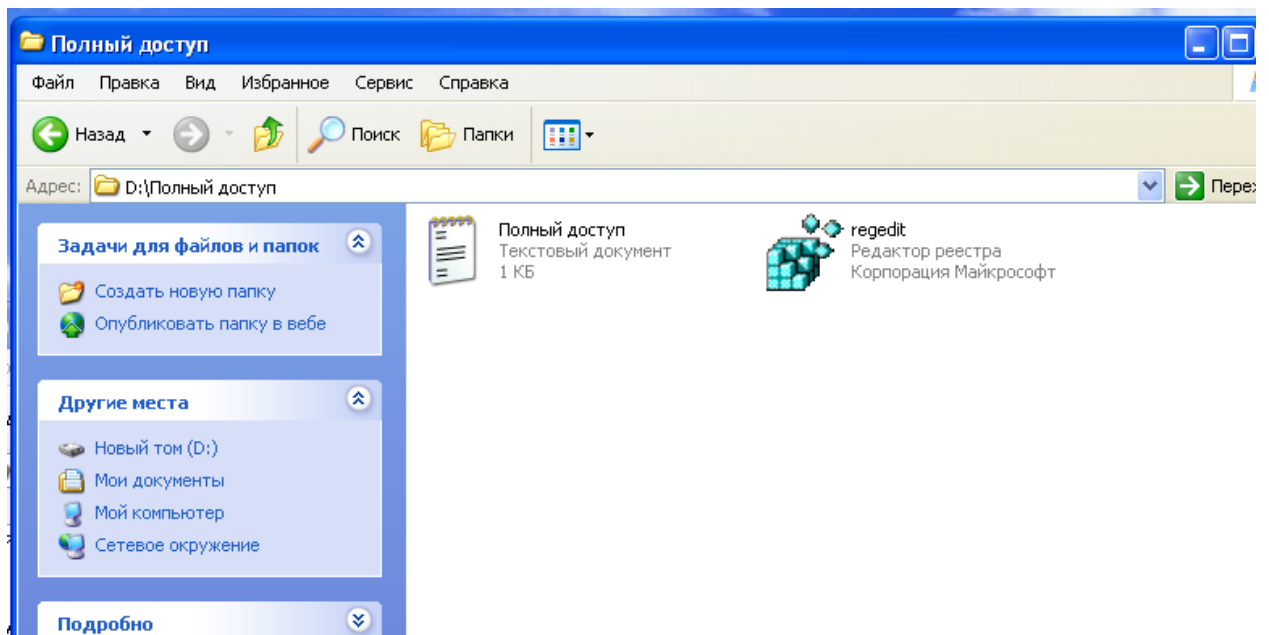 Полный доступ
Файл Правка Вид Избранное Сервис Справка
Назад Поиск Папки
Адрес: D:\Полный доступ
Задачи для файлов и папок
Создать новую папку
Опубликовать папку в вебе
Другие места
Новый том (D:)
Мои документы
Мой компьютер
Сетевое окружение
Подробно
Полный доступ
Текстовый документ
1 КБ
regedit
Редактор реестра
Корпорация Майкрософт